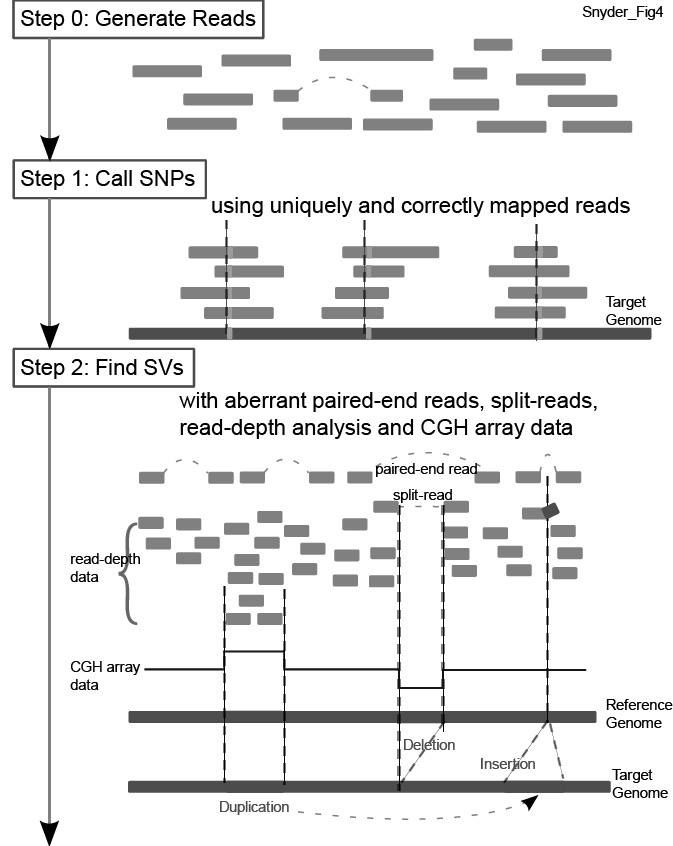 Snyder_Fig4
Step 0: Generate Reads
Step 1: Call SNPs
using uniquely and correctly mapped reads
Target
Genome
Step 2: Find SVs
with aberrant paired-end reads, split-reads,
read-depth analysis and CGH array data
paired-end read
split-read
read-depth
data
CGH array
data
Reference
Genome
Deletion
Insertion
Target
Genome
Duplication